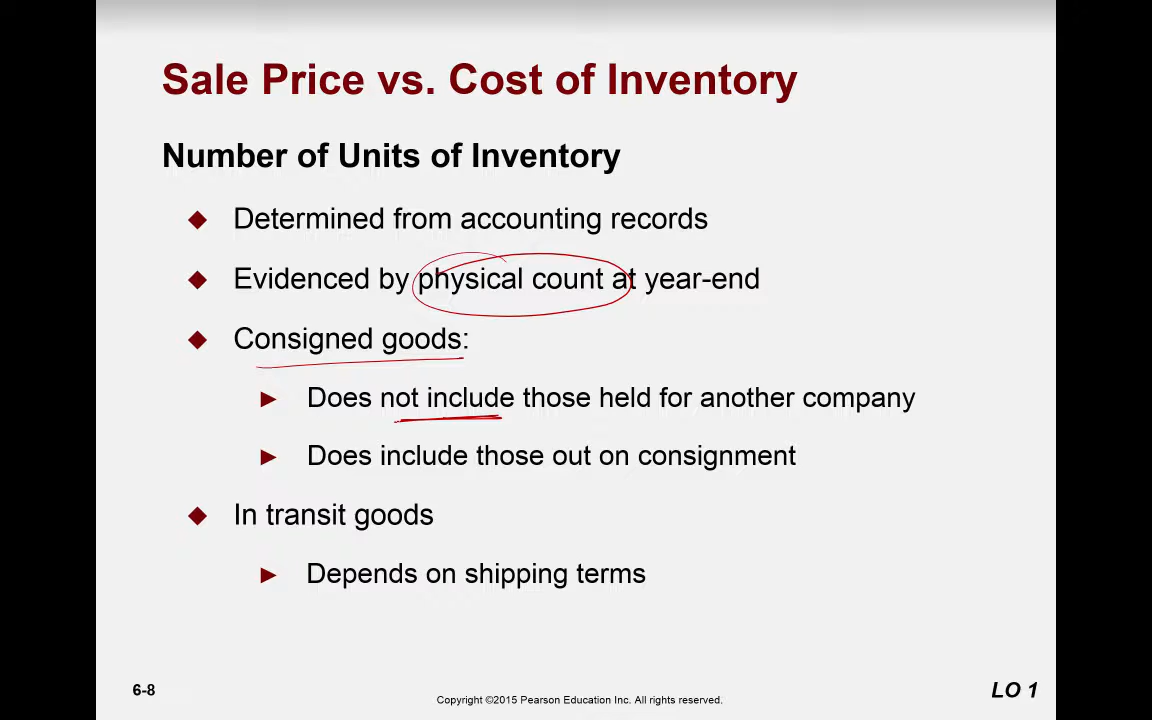 Sale Price vs. Cost of Inventory
Number of Units of Inventory
Determined from accounting records
Evidenced by physical count at year-end
Consigned goods:
Does not include those held for another company
Does include those out on consignment
In transit goods
Depends on shipping terms
6-8
Copyright ©2015 Pearson Education Inc. All rights reserved.
LO 1